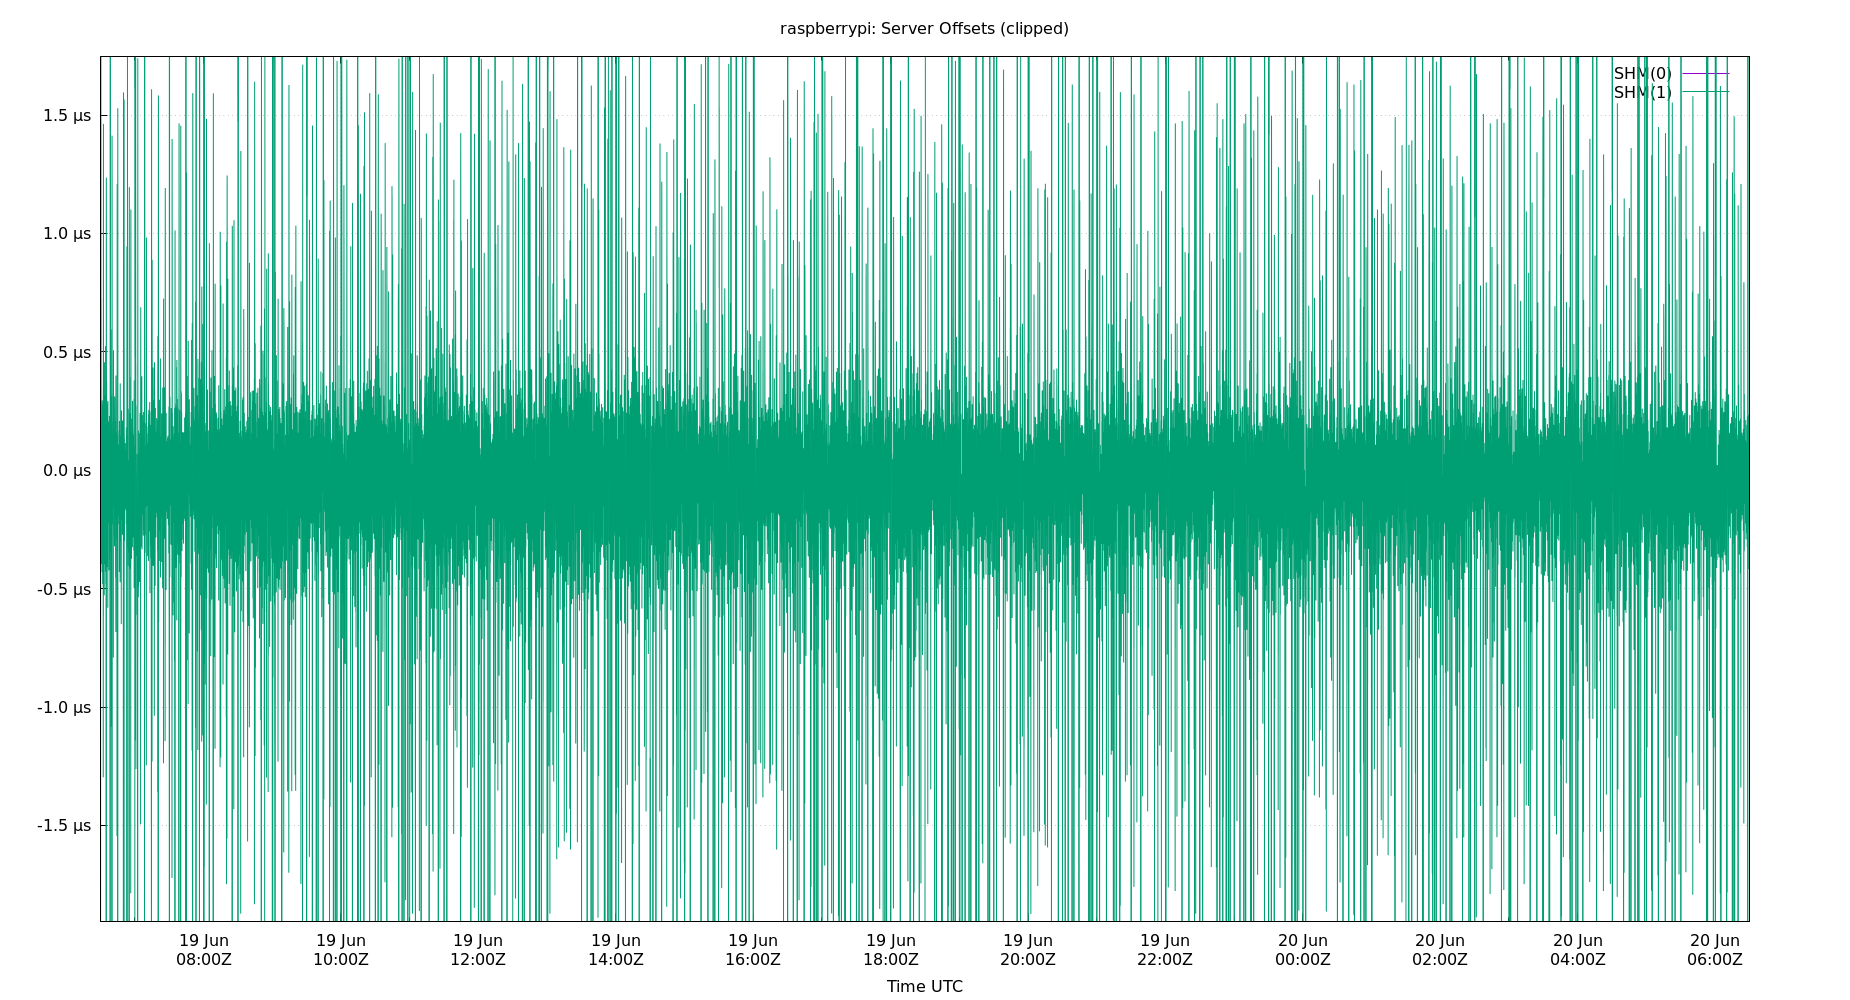 raspberrypi: Server Offsets (clipped)
SHM(0)
SHM(1)
1.5 µs
1.0 µs
0.5 µs
0.0 µs
-0.5 µs
-1.0 µs
-1.5 µs
19 Jun 19 Jun 19 Jun 19 Jun 19 Jun 19 Jun 19 Jun 19 Jun 20 Jun 20 Jun 20 Jun 20 Jun
08:00Z 10:00Z 12:00Z 14:00Z 16:00Z 18:00Z 20:00Z 22:00Z 00:00Z 02:00Z 04:00Z 06:00Z
Time UTC